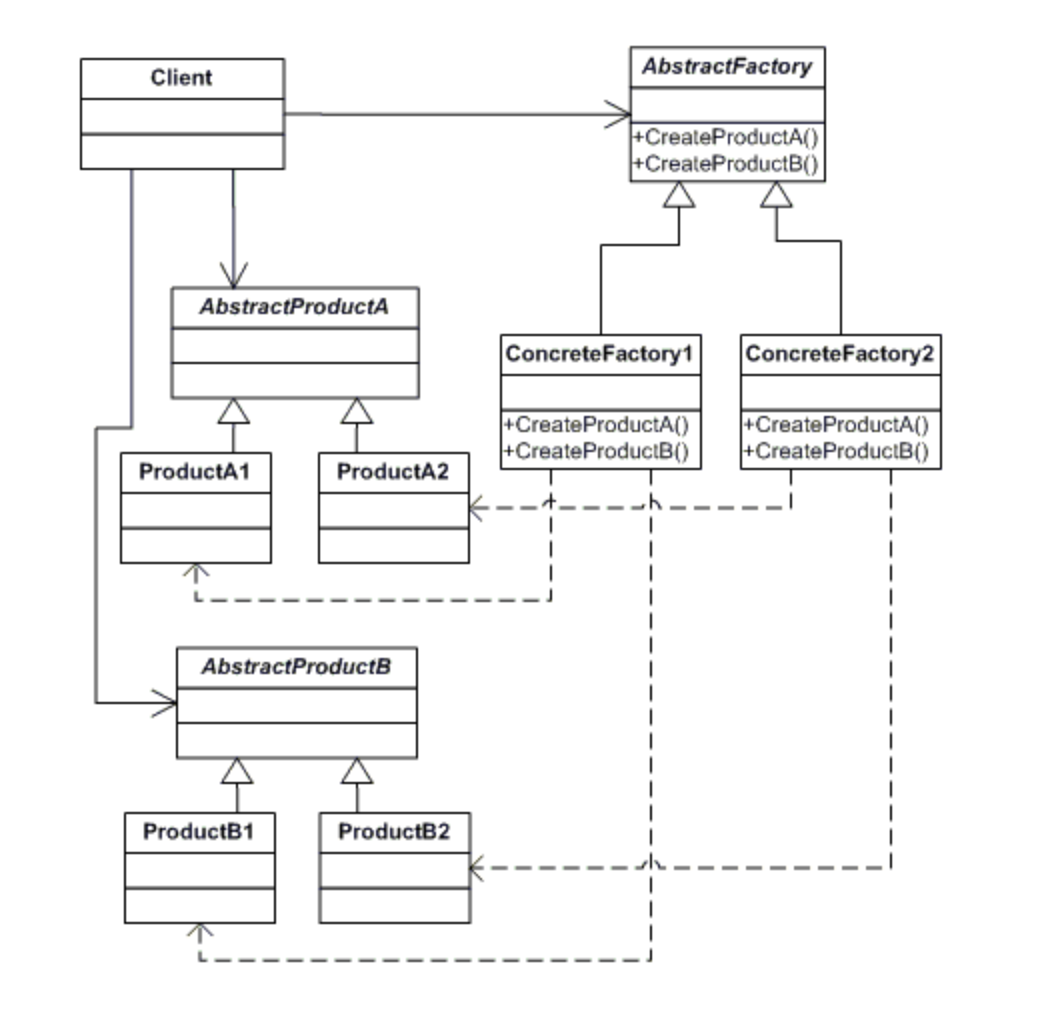 Client
AbstractFactory
+CreateProductA()
+CreateProductB()
AbstractProductA
ConcreteFactory1
+CreateProductA()
+CreateProductB()
ConcreteFactory2
+CreateProductA()
+CreateProductB()
ProductA1
ProductA2
AbstractProductB
ProductB1
ProductB2